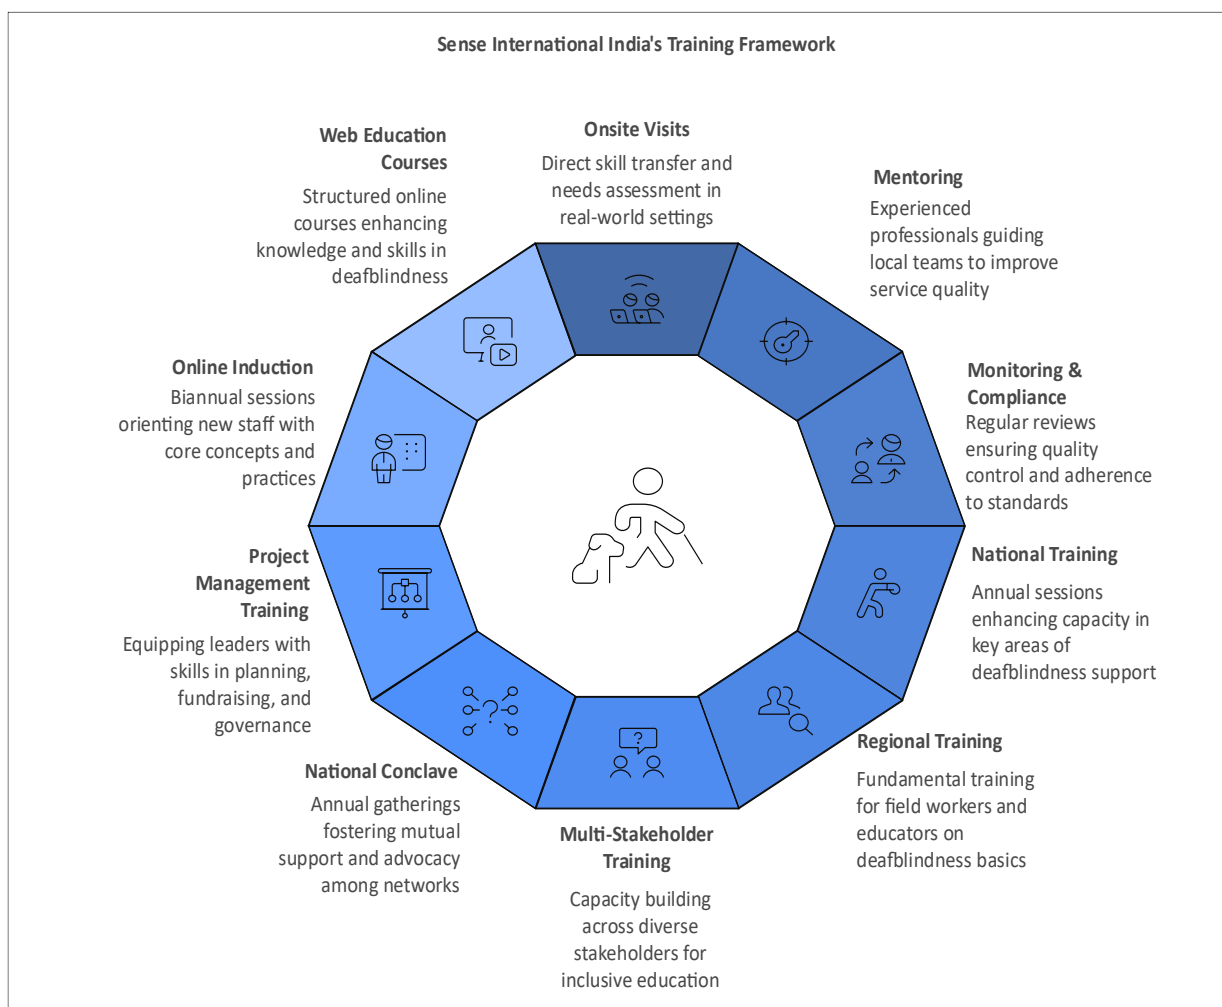 Sense International India's Training Framework
Onsite Visits
Direct skill transfer and
needs assessment in
real-world settings
Mentoring
Experienced
professionals guiding
local teams to improve
service quality
Monitoring &
Compliance
Regular reviews
ensuring quality
control and adherence
to standards
National Training
Annual sessions
enhancing capacity in
key areas of
deafblindness support
Regional Training
Fundamental training
for field workers and
educators on
deafblindness basics
Multi-Stakeholder
Training
Capacity building
across diverse
stakeholders for
inclusive education
National Conclave
Annual gatherings
fostering mutual
support and advocacy
among networks
Project
Management
Training
Equipping leaders with
skills in planning,
fundraising, and
governance
Online Induction
Biannual sessions
orienting new staff with
core concepts and
practices
Web Education
Courses
Structured online
courses enhancing
knowledge and skills in
deafblindness
?
?